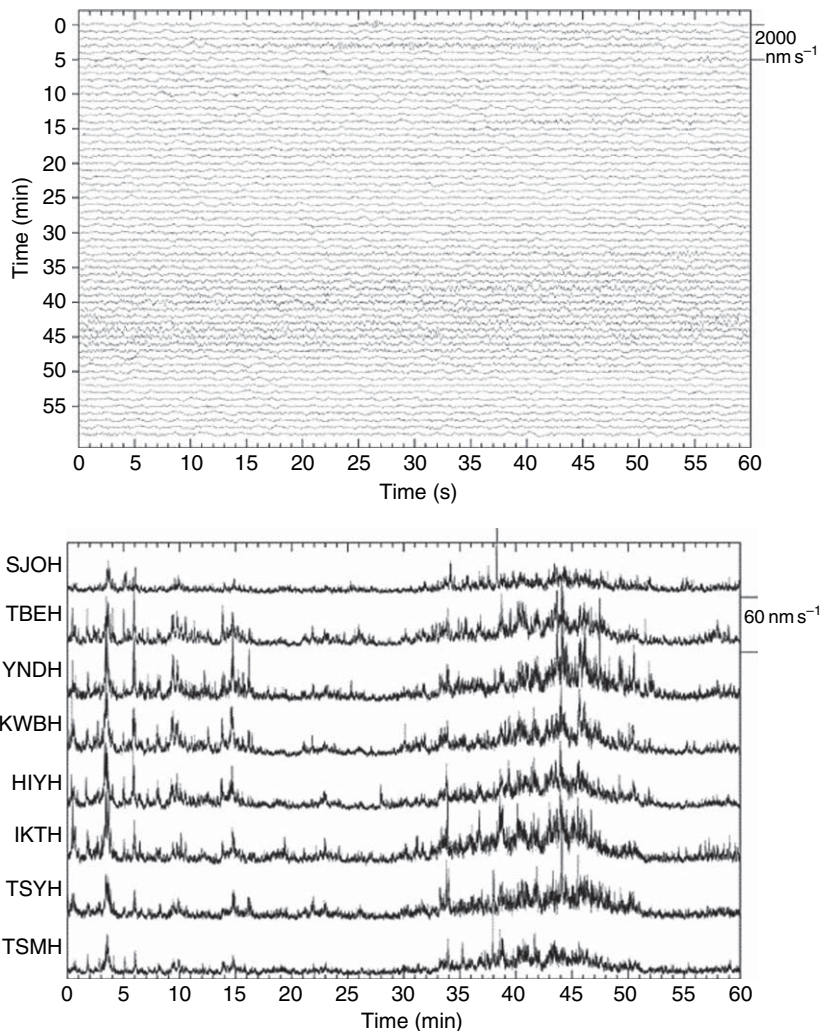 0
5
10
15
20
25
30
35
40
45
50
55
Time (min)
2000
nm s⁻¹
0 5 10 15 20 25 30 35 40 45 50 55 60
Time (s)
SJOH
TBEH
YNDH
KWBH
HIYH
IKTH
TSYH
TSMH
60 nm s⁻¹
0 5 10 15 20 25 30 35 40 45 50 55 60
Time (min)